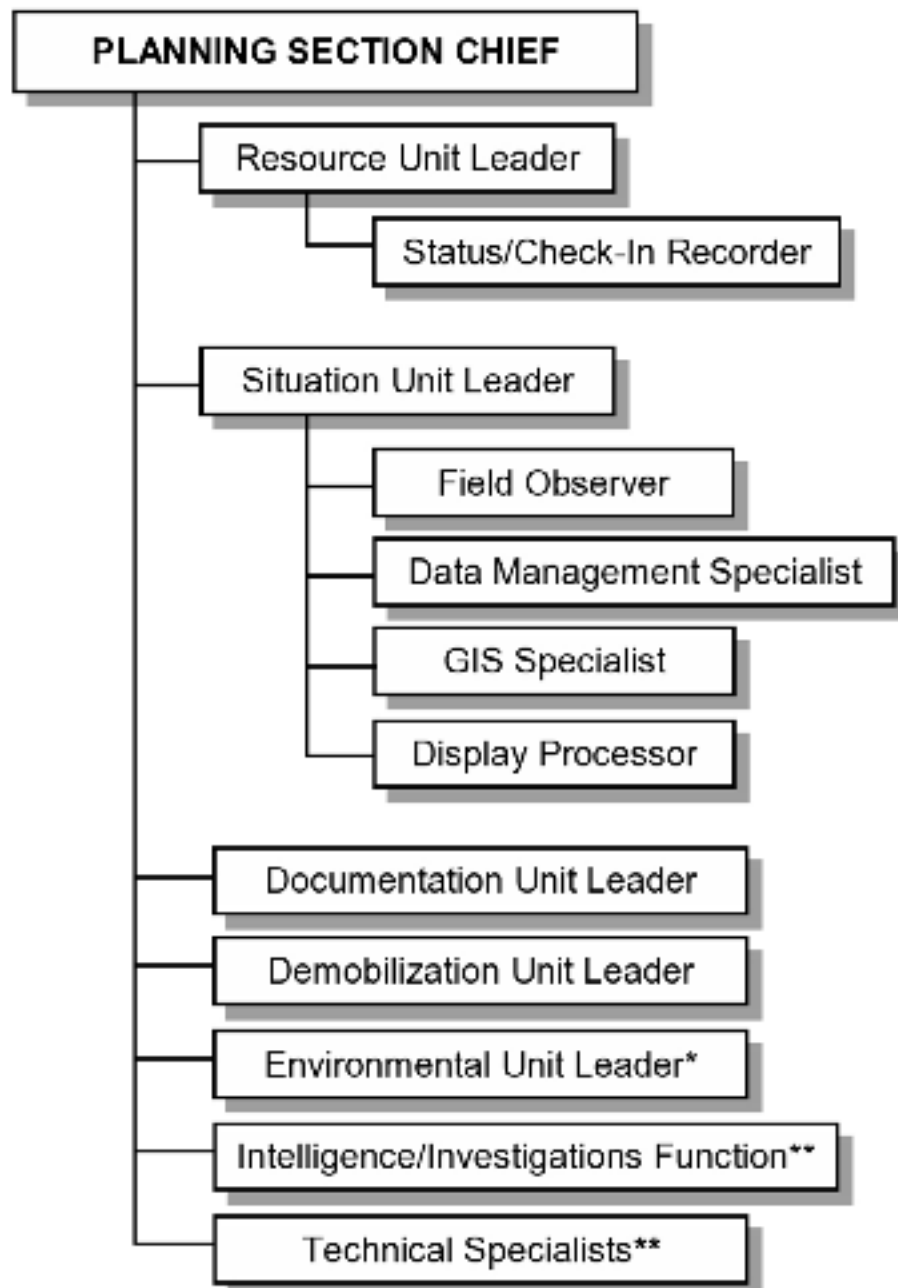 PLANNING SECTION CHIEF
Resource Unit Leader
Status/Check-In Recorder
Situation Unit Leader
Field Observer
Data Management Specialist
GIS Specialist
Display Processor
Documentation Unit Leader
Demobilization Unit Leader
Environmental Unit Leader*
Intelligence/Investigations Function**
Technical Specialists**